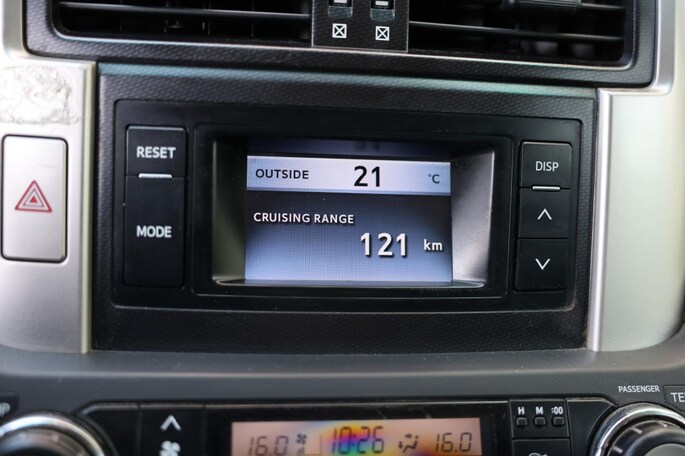 RESET
MODE
OUTSIDE 21 °C
CRUISING RANGE
121 km
DISP
PASSENGER
H M :00
16.0 10:26 16.0